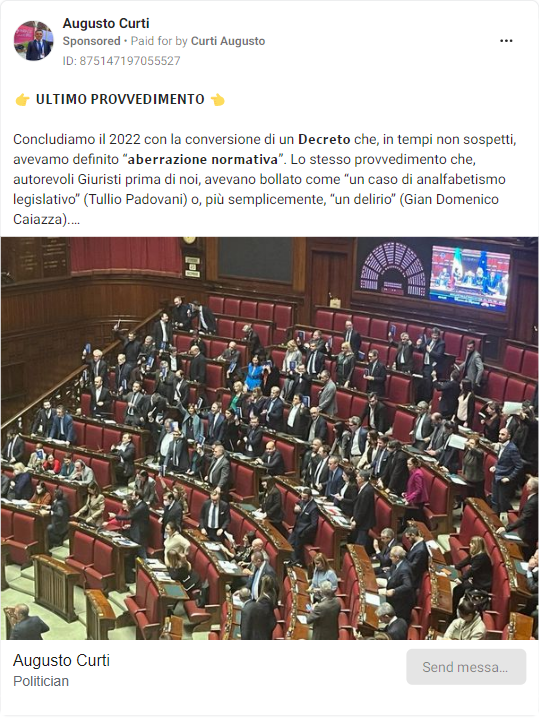 Augusto Curti
Sponsored • Paid for by Curti Augusto
ID: 875147197055527
👉 ULTIMO PROVVEDIMENTO 👈
Concludiamo il 2022 con la conversione di un Decreto che, in tempi non sospetti,
avevamo definito “aberrazione normativa”. Lo stesso provvedimento che,
autorevoli Giuristi prima di noi, avevano bollato come “un caso di analfabetismo
legislativo” (Tullio Padovani) o, più semplicemente, “un delirio” (Gian Domenico
Caiazza)....
Augusto Curti
Politician
Send messa...